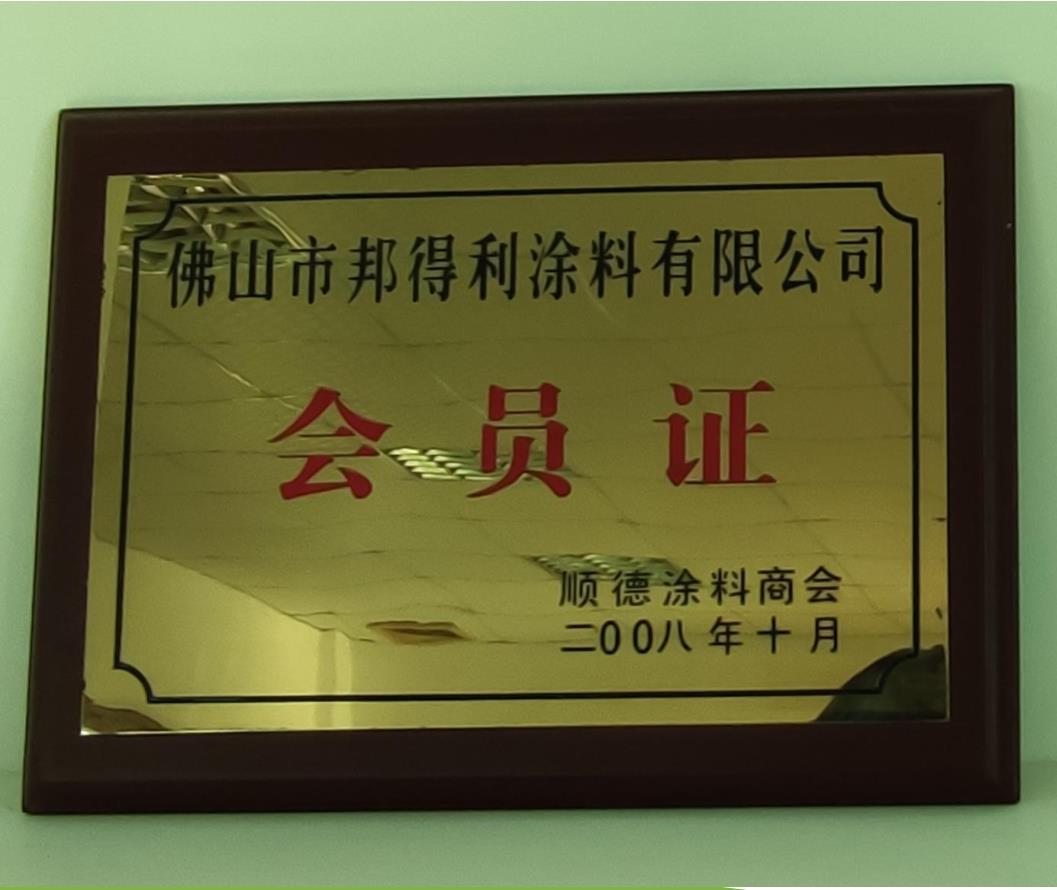 佛山市邦得利涂料有限公司
会员证
顺德涂料商会
二00八年十月